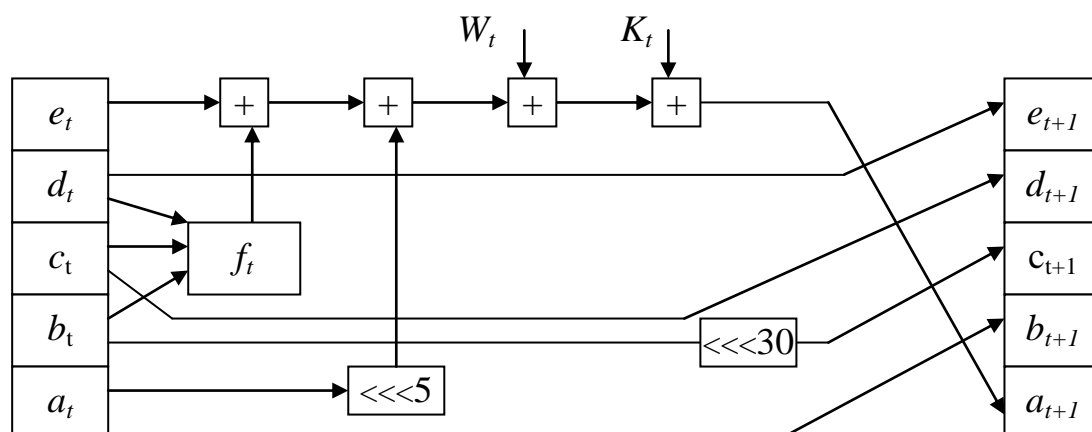 W_t K_t
e_t + + + + e_{t+1}
d_t d_{t+1}
c_t f_t c_{t+1}
b_t <<<30 b_{t+1}
a_t <<<5 a_{t+1}